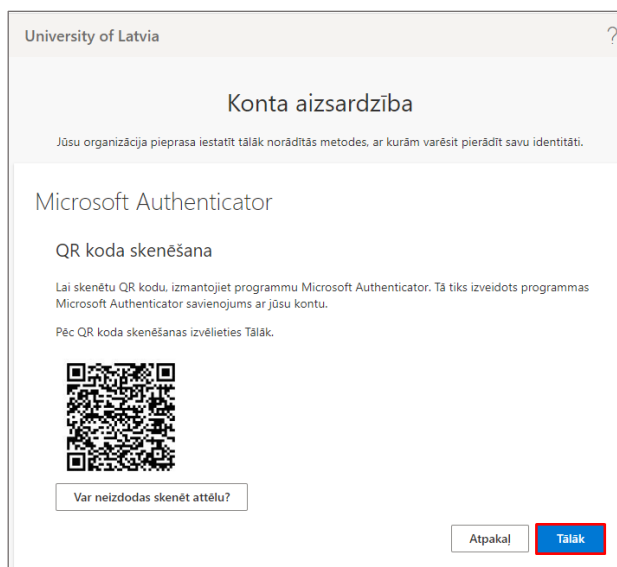 University of Latvia
?
Konta aizsardzība
Jūsu organizācija pieprasa iestatīt tālāk norādītās metodes, ar kurām varēsit pierādīt savu identitāti.
Microsoft Authenticator
QR koda skenēšana
Lai skenētu QR kodu, izmantojiet programmu Microsoft Authenticator. Tā tiks izveidots programmas
Microsoft Authenticator savienojums ar jūsu kontu.
Pēc QR koda skenēšanas izvēlieties Tālāk.
Var neizdodas skenēt attēlu?
Atpakaļ
Tālāk